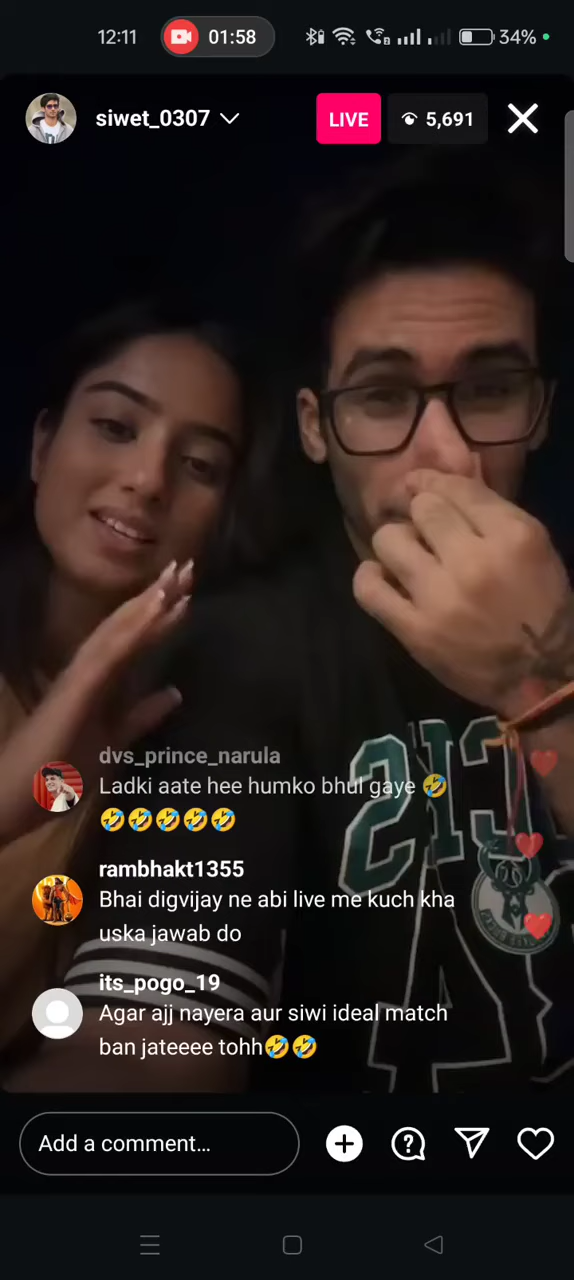 12:11 01:58 34%
siwet_0307 LIVE 5,691
dvs_prince_narula
Ladki aate hee humko bhul gaye 🤣
🤣🤣🤣🤣🤣
rambhakt1355
Bhai digvijay ne abi live me kuch kha
uska jawab do
its_pogo_19
Agar ajj nayera aur siwi ideal match
ban jateeee tohh🤣🤣
Add a comment...